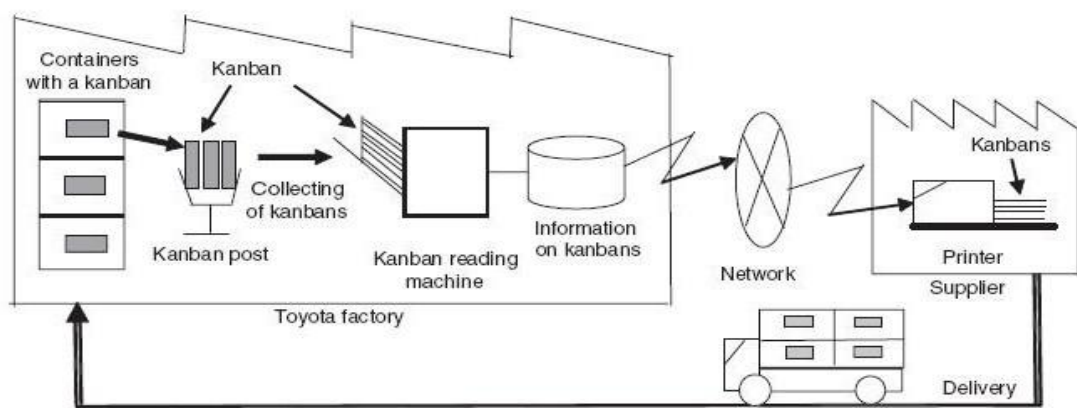 Containers
with a kanban
Kanban
Collecting
of kanbans
Kanban post
Kanban reading
machine
Information
on kanbans
Toyota factory
Network
Kanbans
Printer
Supplier
Delivery